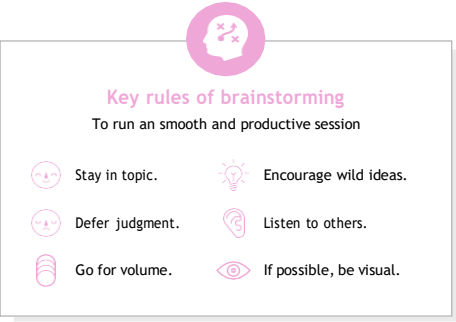 Key rules of brainstorming
To run an smooth and productive session
Stay in topic.
Encourage wild ideas.
Defer judgment.
Listen to others.
Go for volume.
If possible, be visual.